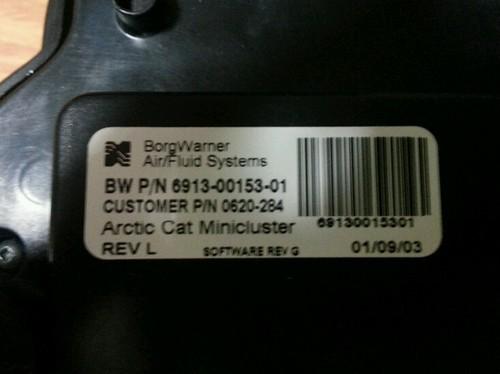 BorgWarner
Air/Fluid Systems
BW P/N 6913-00153-01
CUSTOMER P/N 0620-284
69130015301
Arctic Cat Minicluster
REV L SOFTWARE REV G 01/09/03